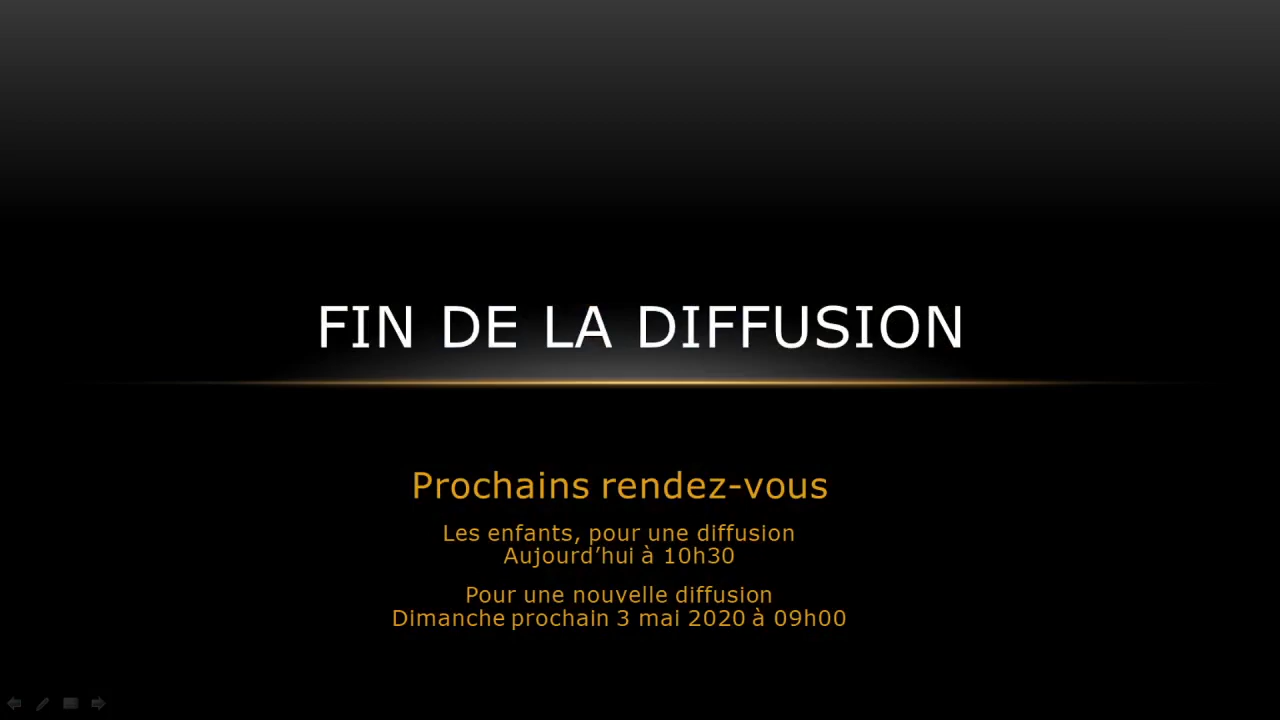 FIN DE LA DIFFUSION
Prochains rendez-vous
Les enfants, pour une diffusion
Aujourd’hui à 10h30
Pour une nouvelle diffusion
Dimanche prochain 3 mai 2020 à 09h00